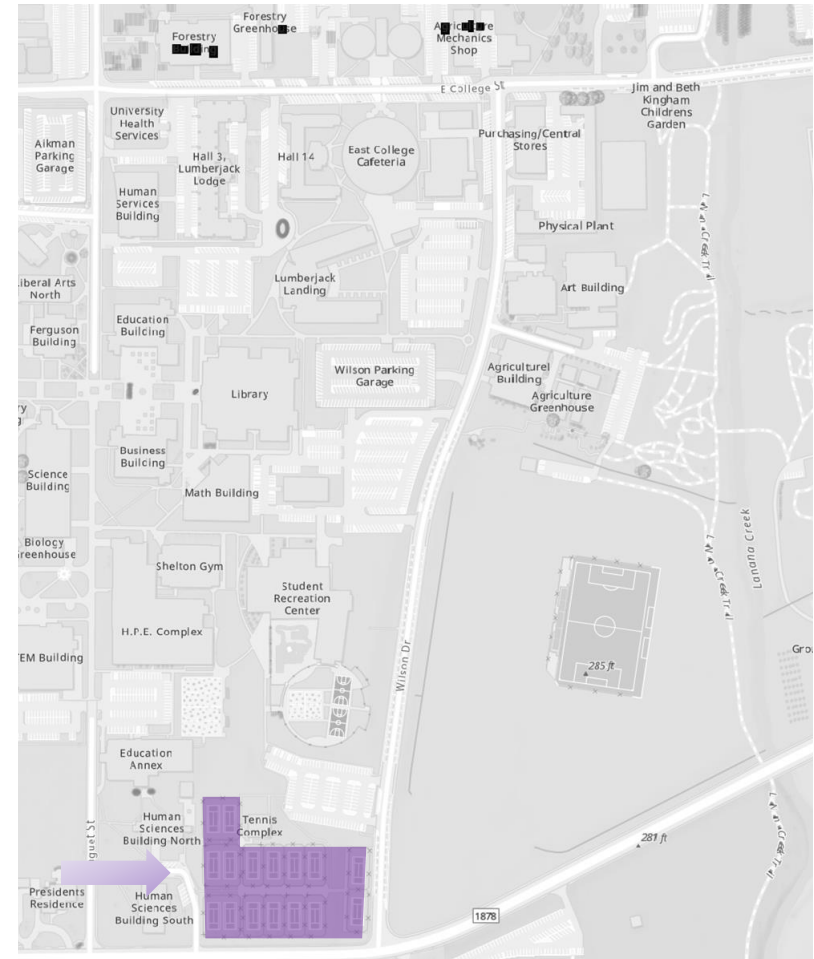 Forestry
Greenhouse
Forestry
Mechanics
Shop
E College St
Jim and Beth
Kingham
Childrens
Garden
University
Health
Services
Aikman
Parking
Garage
Hall 3,
Lumberjack
Lodge
Hall 14
East College
Cafeteria
Purchasing/Central
Stores
Human
Services
Building
Physical Plant
Liberal Arts
North
Lumberjack
Landing
Art Building
Ferguson
Building
Education
Building
Wilson Parking
Garage
Agriculturel
Building
Library
Agriculture
Greenhouse
Business
Building
Science
Building
Math Building
Lanana Creek
Biology
Greenhouse
Shelton Gym
Student
Recreation
Center
H.P.E. Complex
TEM Building
Wilson Dr
285 ft
Education
Annex
Human
Sciences
Building North
Tennis
Complex
281 ft
Presidents
Residence
Human
Sciences
Building South
1878